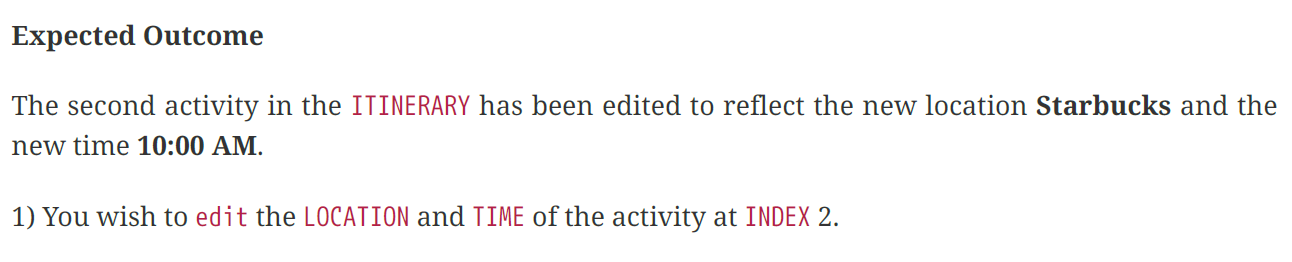 Expected Outcome
The second activity in the ITINERARY has been edited to reflect the new location Starbucks and the
new time 10:00 AM.
1) You wish to edit the LOCATION and TIME of the activity at INDEX 2.